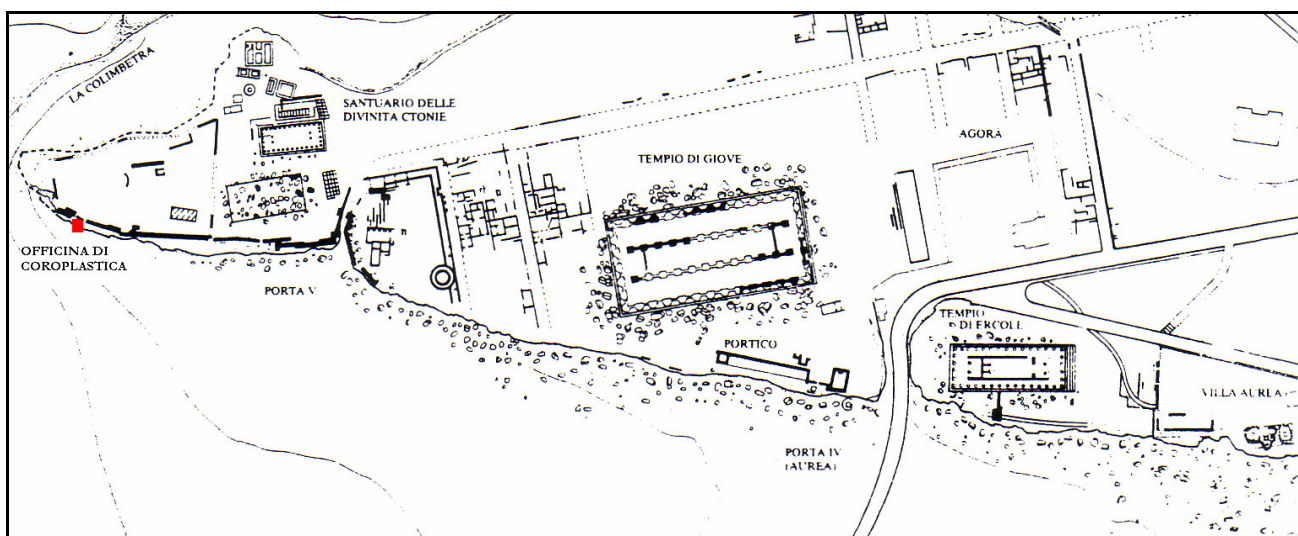 LA COLIMBETRA
SANTUARIO DELLE
DIVINITA CTONIE
AGORÀ
TEMPIO DI GIOVE
OFFICINA DI
COROPLASTICA
PORTA V
TEMPIO
DI ERCOLE
PORTICO
VILLA AUREA
PORTA IV
(AUREA)